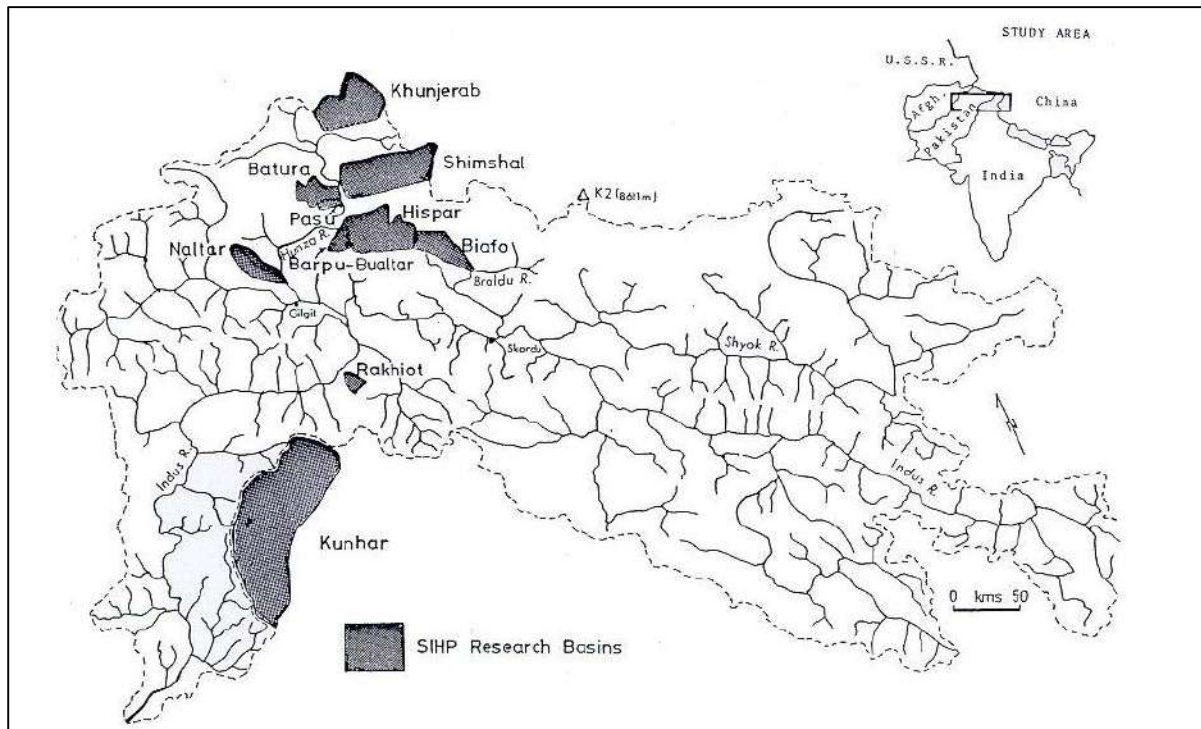 STUDY AREA
U.S.S.R.
Afgh.
China
Pakistan
India
Khunjerab
Shimshal
Batura
K2 (8611m)
Pasu
Hispar
Hunza R.
Naltar
Biafo
Barpu-Bualtar
Braldu R.
Gilgit
Skardu
Shyok R.
Rakhiot
N
Indus R.
Indus R.
Kunhar
0 kms 50
SIHP Research Basins